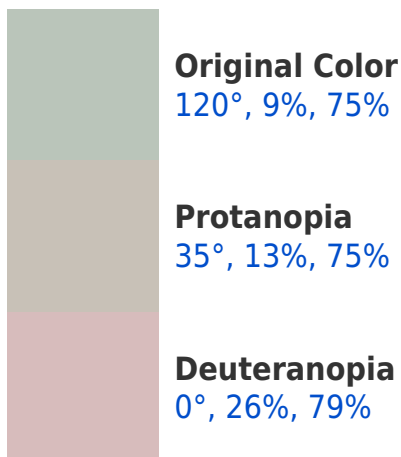 Original Color
120°, 9%, 75%
Protanopia
35°, 13%, 75%
Deuteranopia
0°, 26%, 79%